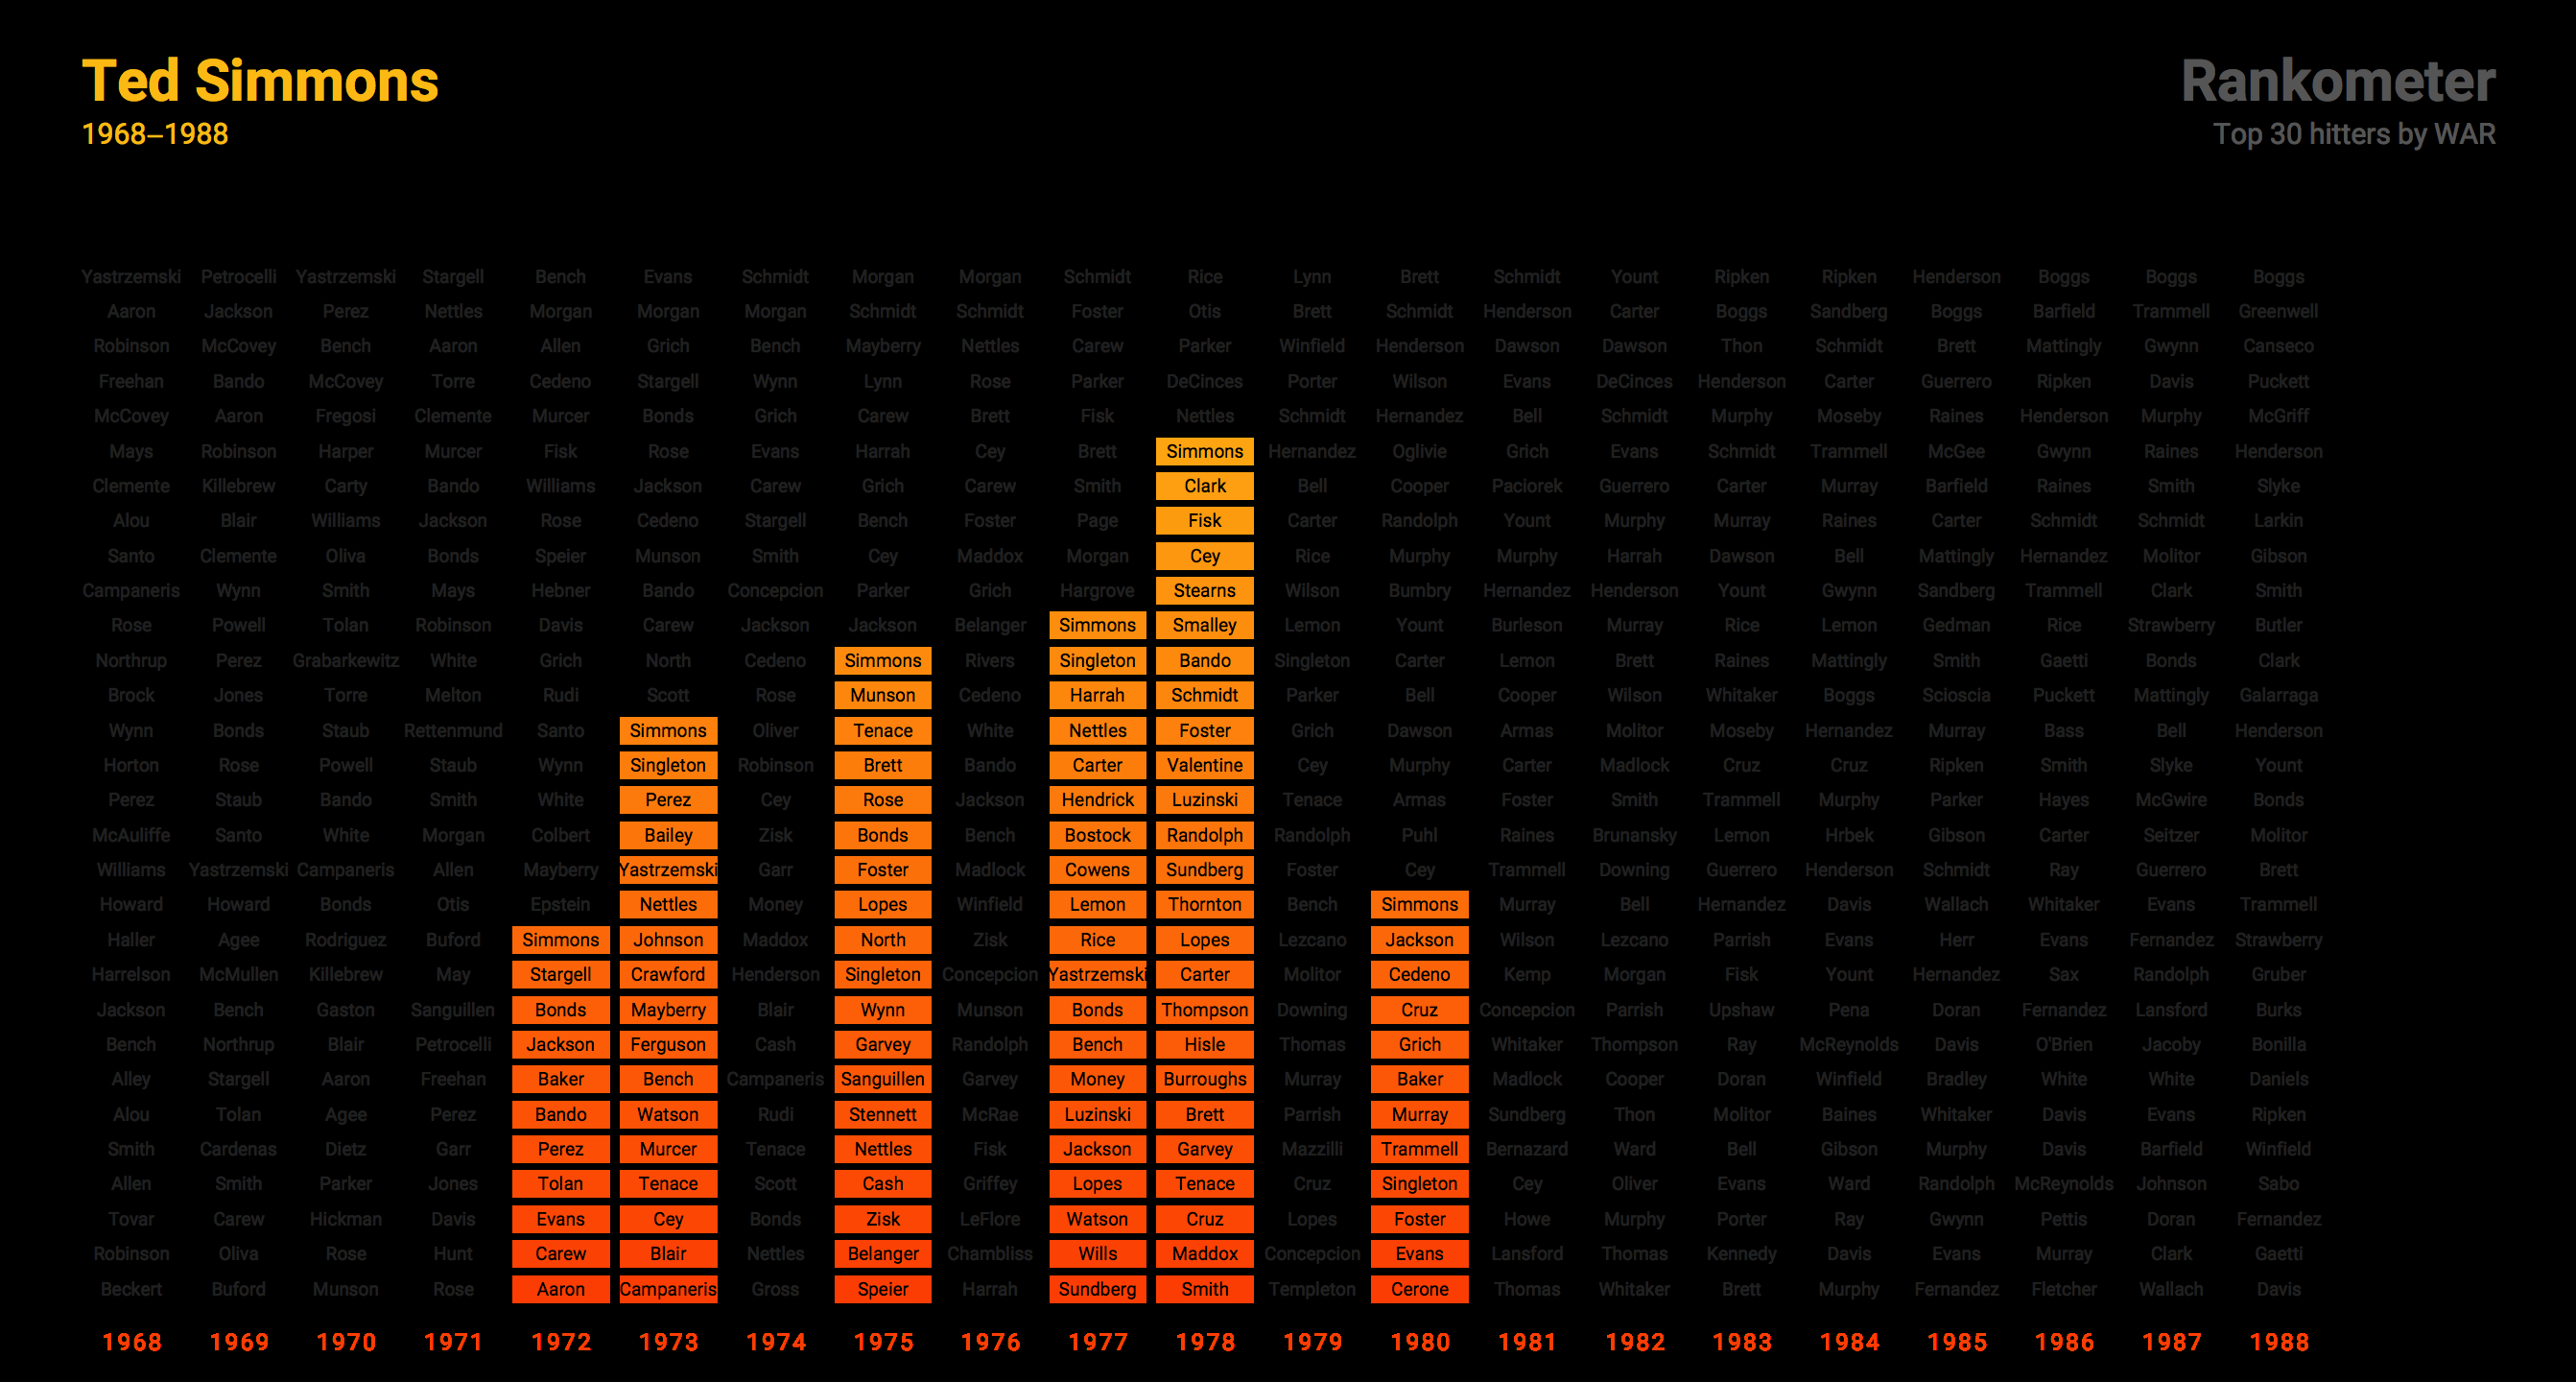 Ted Simmons
1968–1988
Rankometer
Top 30 hitters by WAR
Yastrzemski Petrocelli Yastrzemski Stargell Bench Evans Schmidt Morgan Morgan Schmidt Rice Lynn Brett Schmidt Yount Ripken Ripken Henderson Boggs Boggs Boggs
Aaron Jackson Perez Nettles Morgan Morgan Morgan Schmidt Schmidt Foster Otis Brett Schmidt Henderson Carter Boggs Sandberg Boggs Barfield Trammell Greenwell
Robinson McCovey Bench Aaron Allen Grich Bench Mayberry Nettles Carew Parker Winfield Henderson Dawson Dawson Thon Schmidt Brett Mattingly Gwynn Canseco
Freehan Bando McCovey Torre Cedeno Stargell Wynn Lynn Rose Parker DeCinces Porter Wilson Evans DeCinces Henderson Carter Guerrero Ripken Davis Puckett
McCovey Aaron Fregosi Clemente Murcer Bonds Grich Carew Brett Fisk Nettles Schmidt Hernandez Bell Schmidt Murphy Moseby Raines Henderson Murphy McGriff
Mays Robinson Harper Murcer Fisk Rose Evans Harrah Cey Brett Simmons Hernandez Oglivie Grich Evans Schmidt Trammell McGee Gwynn Raines Henderson
Clemente Killebrew Carty Bando Williams Jackson Carew Grich Carew Smith Clark Bell Cooper Paciorek Guerrero Carter Murray Barfield Raines Smith Slyke
Alou Blair Williams Jackson Rose Cedeno Stargell Bench Foster Page Fisk Carter Randolph Yount Murphy Murray Raines Carter Schmidt Schmidt Larkin
Santo Clemente Oliva Bonds Speier Munson Smith Cey Maddox Morgan Cey Rice Murphy Murphy Harrah Dawson Bell Mattingly Hernandez Molitor Gibson
Campaneris Wynn Smith Mays Hebner Bando Concepcion Parker Grich Hargrove Stearns Wilson Bumbry Hernandez Henderson Yount Gwynn Sandberg Trammell Clark Smith
Rose Powell Tolan Robinson Davis Carew Jackson Jackson Belanger Simmons Smalley Lemon Yount Burleson Murray Rice Lemon Gedman Rice Strawberry Butler
Northrup Perez Grabarkewitz White Grich North Cedeno Simmons Rivers Singleton Bando Singleton Carter Lemon Brett Raines Mattingly Smith Gaetti Bonds Clark
Brock Jones Torre Melton Rudi Scott Rose Munson Cedeno Harrah Schmidt Parker Bell Cooper Wilson Whitaker Boggs Scioscia Puckett Mattingly Galarraga
Wynn Bonds Staub Rettenmund Santo Simmons Oliver Tenace White Nettles Foster Grich Dawson Armas Molitor Moseby Hernandez Murray Bass Bell Henderson
Horton Rose Powell Staub Wynn Singleton Robinson Brett Bando Carter Valentine Cey Murphy Carter Madlock Cruz Cruz Ripken Smith Slyke Yount
Perez Staub Bando Smith White Perez Cey Rose Jackson Hendrick Luzinski Tenace Armas Foster Smith Trammell Murphy Parker Hayes McGwire Bonds
McAuliffe Santo White Morgan Colbert Bailey Zisk Bonds Bench Bostock Randolph Randolph Puhl Raines Brunansky Lemon Hrbek Gibson Carter Seitzer Molitor
Williams Yastrzemski Campaneris Allen Mayberry Yastrzemski Garr Foster Madlock Cowens Sundberg Foster Cey Trammell Downing Guerrero Henderson Schmidt Ray Guerrero Brett
Howard Howard Bonds Otis Epstein Nettles Money Lopes Winfield Lemon Thornton Bench Simmons Murray Bell Hernandez Davis Wallach Whitaker Evans Trammell
Haller Agee Rodriguez Buford Simmons Johnson Maddox North Zisk Rice Lopes Lezcano Jackson Wilson Lezcano Parrish Evans Herr Evans Fernandez Strawberry
Harrelson McMullen Killebrew May Stargell Crawford Henderson Singleton Concepcion Yastrzemski Carter Molitor Cedeno Kemp Morgan Fisk Yount Hernandez Sax Randolph Gruber
Jackson Bench Gaston Sanguillen Bonds Mayberry Blair Wynn Munson Bonds Thompson Downing Cruz Concepcion Parrish Upshaw Pena Doran Fernandez Lansford Burks
Bench Northrup Blair Petrocelli Jackson Ferguson Cash Garvey Randolph Bench Hisle Thomas Grich Whitaker Thompson Ray McReynolds Davis O'Brien Jacoby Bonilla
Alley Stargell Aaron Freehan Baker Bench Campaneris Sanguillen Garvey Money Burroughs Murray Baker Madlock Cooper Doran Winfield Bradley White White Daniels
Alou Tolan Agee Perez Bando Watson Rudi Stennett McRae Luzinski Brett Parrish Murray Sundberg Thon Molitor Baines Whitaker Davis Evans Ripken
Smith Cardenas Dietz Garr Perez Murcer Tenace Nettles Fisk Jackson Garvey Mazzilli Trammell Bernazard Ward Bell Gibson Murphy Davis Barfield Winfield
Allen Smith Parker Jones Tolan Tenace Scott Cash Griffey Lopes Tenace Cruz Singleton Cey Oliver Evans Ward Randolph McReynolds Johnson Sabo
Tovar Carew Hickman Davis Evans Cey Bonds Zisk LeFlore Watson Cruz Lopes Foster Howe Murphy Porter Ray Gwynn Pettis Doran Fernandez
Robinson Oliva Rose Hunt Carew Blair Nettles Belanger Chambliss Wills Maddox Concepcion Evans Lansford Thomas Kennedy Davis Evans Murray Clark Gaetti
Beckert Buford Munson Rose Aaron Campaneris Gross Speier Harrah Sundberg Smith Templeton Cerone Thomas Whitaker Brett Murphy Fernandez Fletcher Wallach Davis
1968 1969 1970 1971 1972 1973 1974 1975 1976 1977 1978 1979 1980 1981 1982 1983 1984 1985 1986 1987 1988